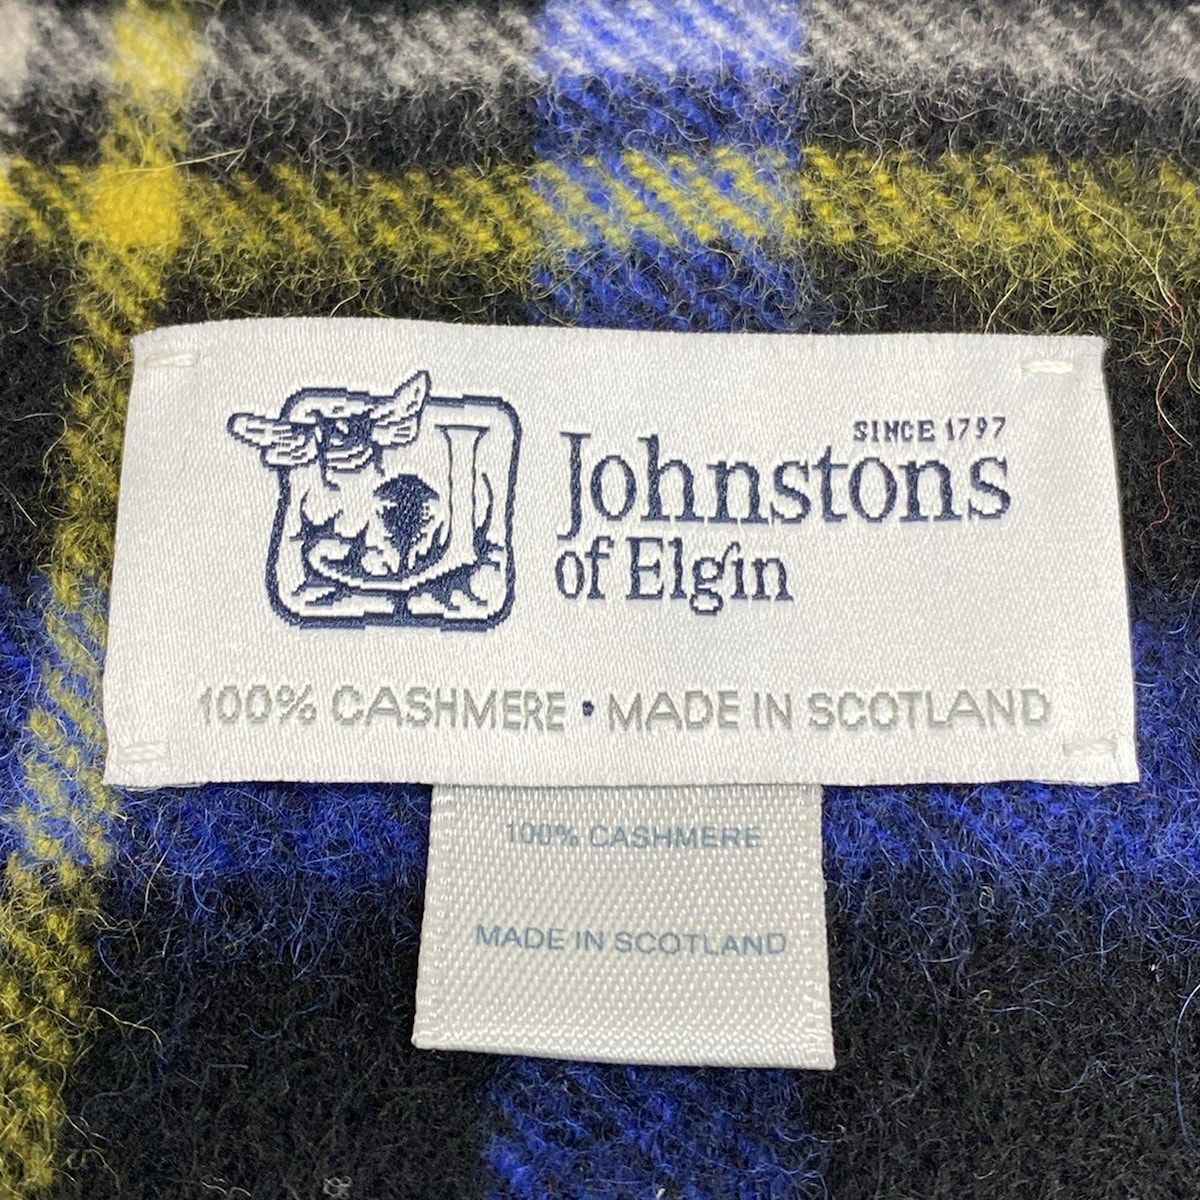 SINCE 1797
Johnstons
of Elgin
100% CASHMERE • MADE IN SCOTLAND
100% CASHMERE
MADE IN SCOTLAND